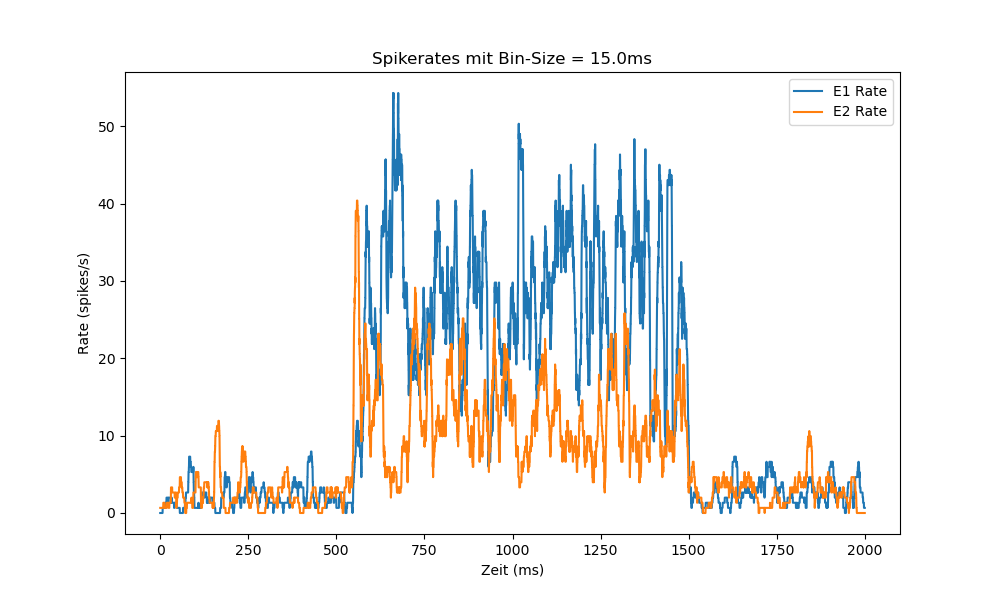 Spikerates mit Bin-Size = 15.0ms
E1 Rate
E2 Rate
Rate (spikes/s)
50
40
30
20
10
0
0 250 500 750 1000 1250 1500 1750 2000
Zeit (ms)